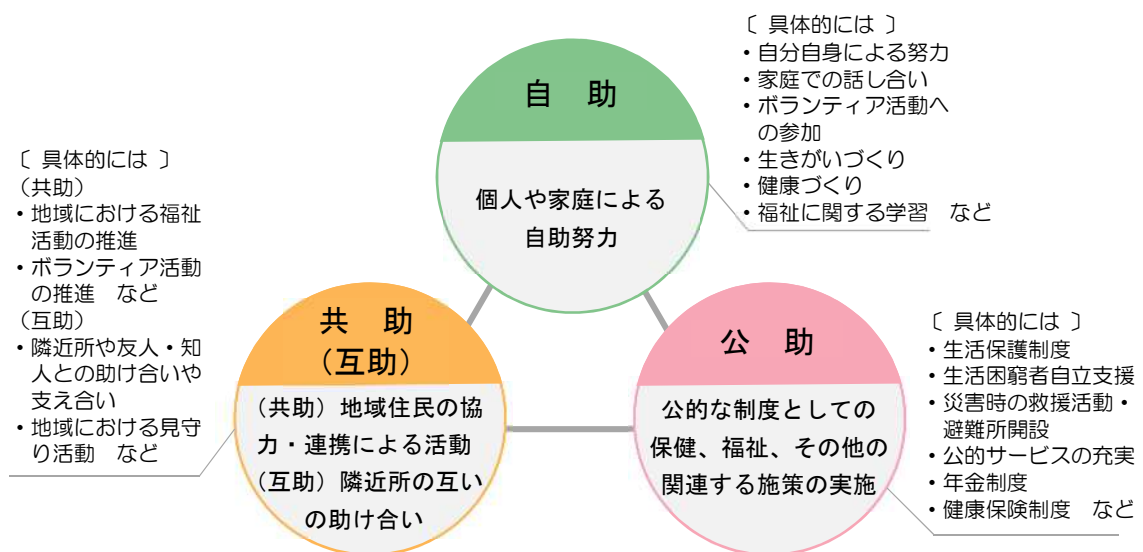 自 助
個人や家庭による
自助努力
〔 具体的には 〕
・自分自身による努力
・家庭での話し合い
・ボランティア活動へ
の参加
・生きがいづくり
・健康づくり
・福祉に関する学習 など
〔 具体的には 〕
（共助）
・地域における福祉
活動の推進
・ボランティア活動
の推進 など
（互助）
・隣近所や友人・知
人との助け合いや
支え合い
・地域における見守
り活動 など
共 助
（互助）
（共助）地域住民の協
力・連携による活動
（互助）隣近所の互い
の助け合い
公 助
公的な制度としての
保健、福祉、その他の
関連する施策の実施
〔 具体的には 〕
・生活保護制度
・生活困窮者自立支援
・災害時の救援活動・
避難所開設
・公的サービスの充実
・年金制度
・健康保険制度 など